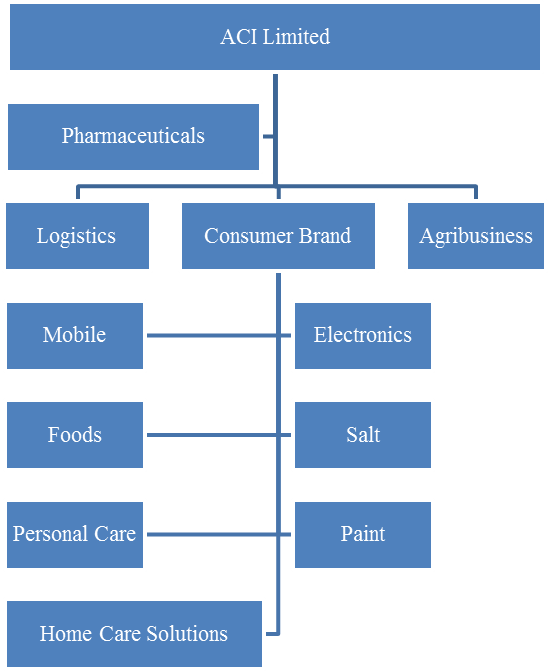 ACI Limited
Pharmaceuticals
Logistics
Consumer Brand
Agribusiness
Mobile
Electronics
Foods
Salt
Personal Care
Paint
Home Care Solutions